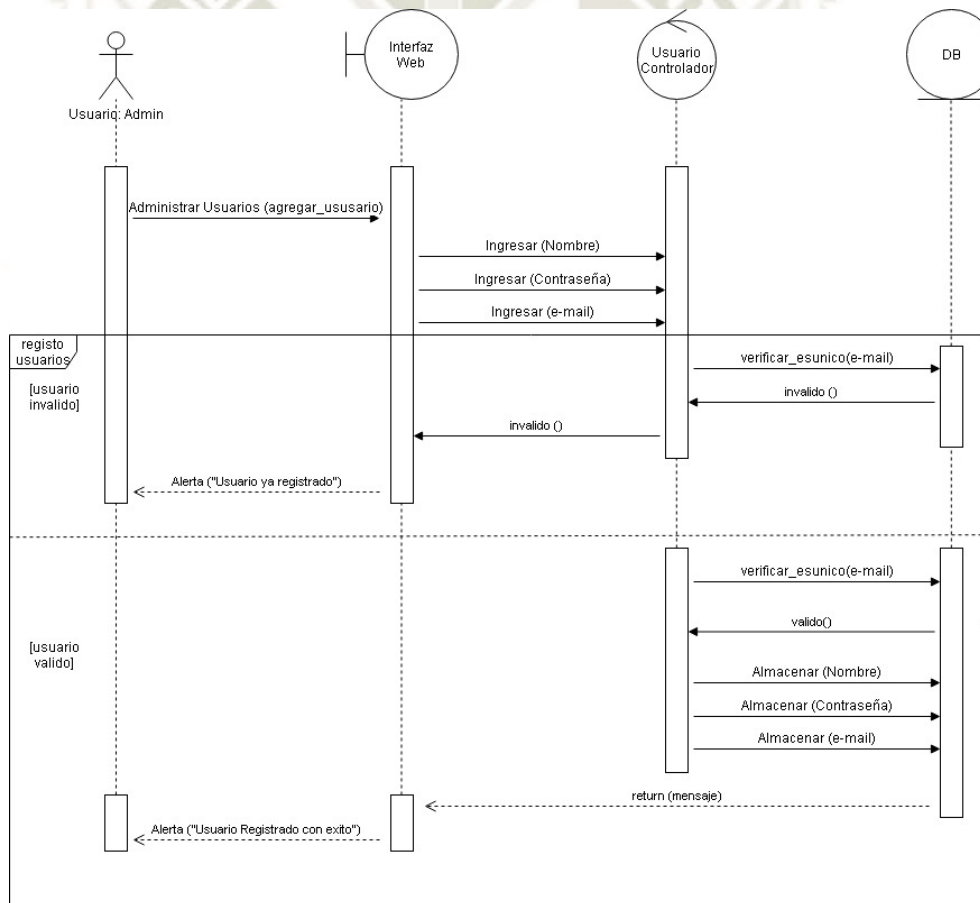 Interfaz
Web
Usuario
Controlador
DB
Usuario: Admin
Administrar Usuarios (agregar_ususario)
Ingresar (Nombre)
Ingresar (Contraseña)
Ingresar (e-mail)
registo
usuarios
[usuario
invalido]
verificar_esunico(e-mail)
invalido ()
invalido ()
Alerta ("Usuario ya registrado")
verificar_esunico(e-mail)
valido()
[usuario
valido]
Almacenar (Nombre)
Almacenar (Contraseña)
Almacenar (e-mail)
return (mensaje)
Alerta ("Usuario Registrado con exito")